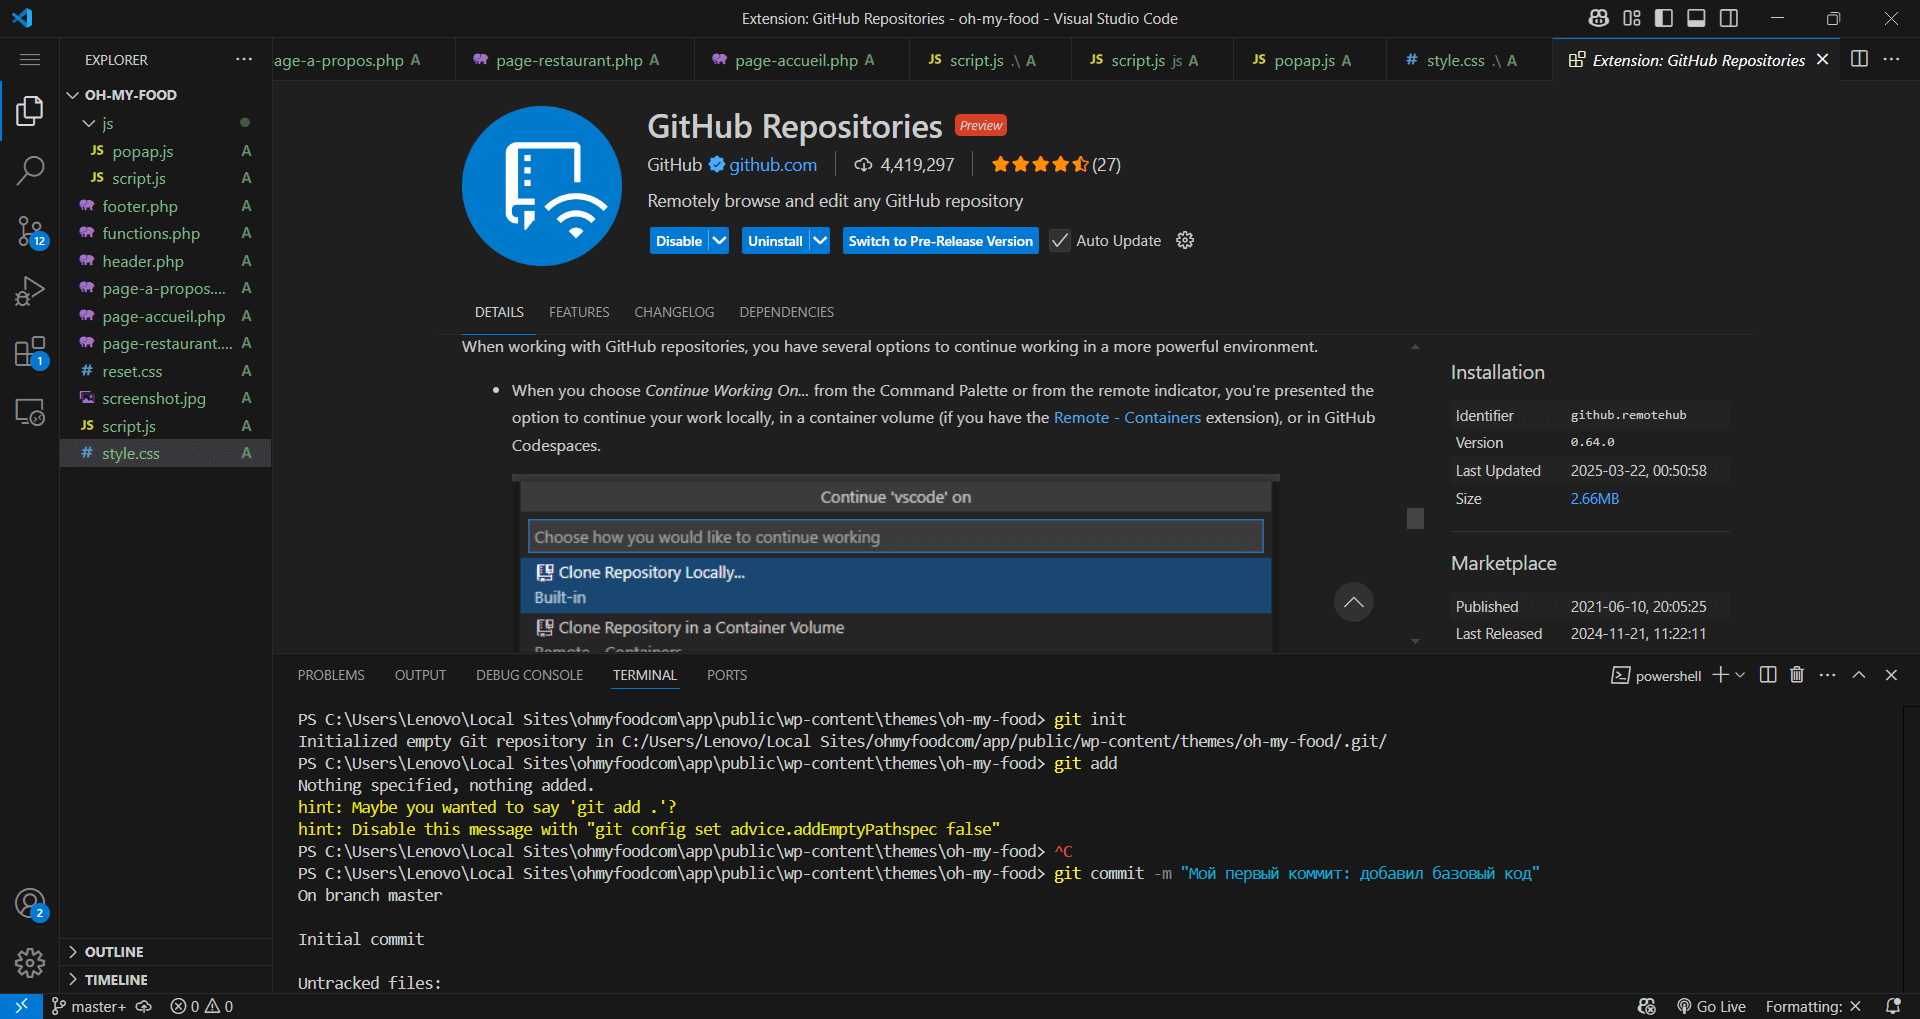 Extension: GitHub Repositories - oh-my-food - Visual Studio Code
EXPLORER
age-a-propos.php A
page-restaurant.php A
page-accueil.php A
JS script.js .\ A
JS script.js js A
JS popap.js A
# style.css .\ A
Extension: GitHub Repositories
OH-MY-FOOD
js
JS popap.js A
JS script.js A
footer.php A
functions.php A
header.php A
page-a-propos.... A
page-accueil.php A
page-restaurant.... A
# reset.css A
screenshot.jpg A
JS script.js A
# style.css A
12
1
2
OUTLINE
TIMELINE
GitHub Repositories Preview
GitHub github.com 4,419,297 (27)
Remotely browse and edit any GitHub repository
Disable Uninstall Switch to Pre-Release Version Auto Update
DETAILS FEATURES CHANGELOG DEPENDENCIES
When working with GitHub repositories, you have several options to continue working in a more powerful environment.
• When you choose Continue Working On... from the Command Palette or from the remote indicator, you're presented the
option to continue your work locally, in a container volume (if you have the Remote - Containers extension), or in GitHub
Codespaces.
Continue 'vscode' on
Choose how you would like to continue working
Clone Repository Locally...
Built-in
Clone Repository in a Container Volume
Remote - Containers
Installation
Identifier github.remotehub
Version 0.64.0
Last Updated 2025-03-22, 00:50:58
Size 2.66MB
Marketplace
Published 2021-06-10, 20:05:25
Last Released 2024-11-21, 11:22:11
PROBLEMS OUTPUT DEBUG CONSOLE TERMINAL PORTS
powershell
PS C:\Users\Lenovo\Local Sites\ohmyfoodcom\app\public\wp-content\themes\oh-my-food> git init
Initialized empty Git repository in C:/Users/Lenovo/Local Sites/ohmyfoodcom/app/public/wp-content/themes/oh-my-food/.git/
PS C:\Users\Lenovo\Local Sites\ohmyfoodcom\app\public\wp-content\themes\oh-my-food> git add
Nothing specified, nothing added.
hint: Maybe you wanted to say 'git add .'?
hint: Disable this message with "git config set advice.addEmptyPathspec false"
PS C:\Users\Lenovo\Local Sites\ohmyfoodcom\app\public\wp-content\themes\oh-my-food> ^C
PS C:\Users\Lenovo\Local Sites\ohmyfoodcom\app\public\wp-content\themes\oh-my-food> git commit -m "Мой первый коммит: добавил базовый код"
On branch master
Initial commit
Untracked files:
master+ 0 0
Go Live Formatting: ×